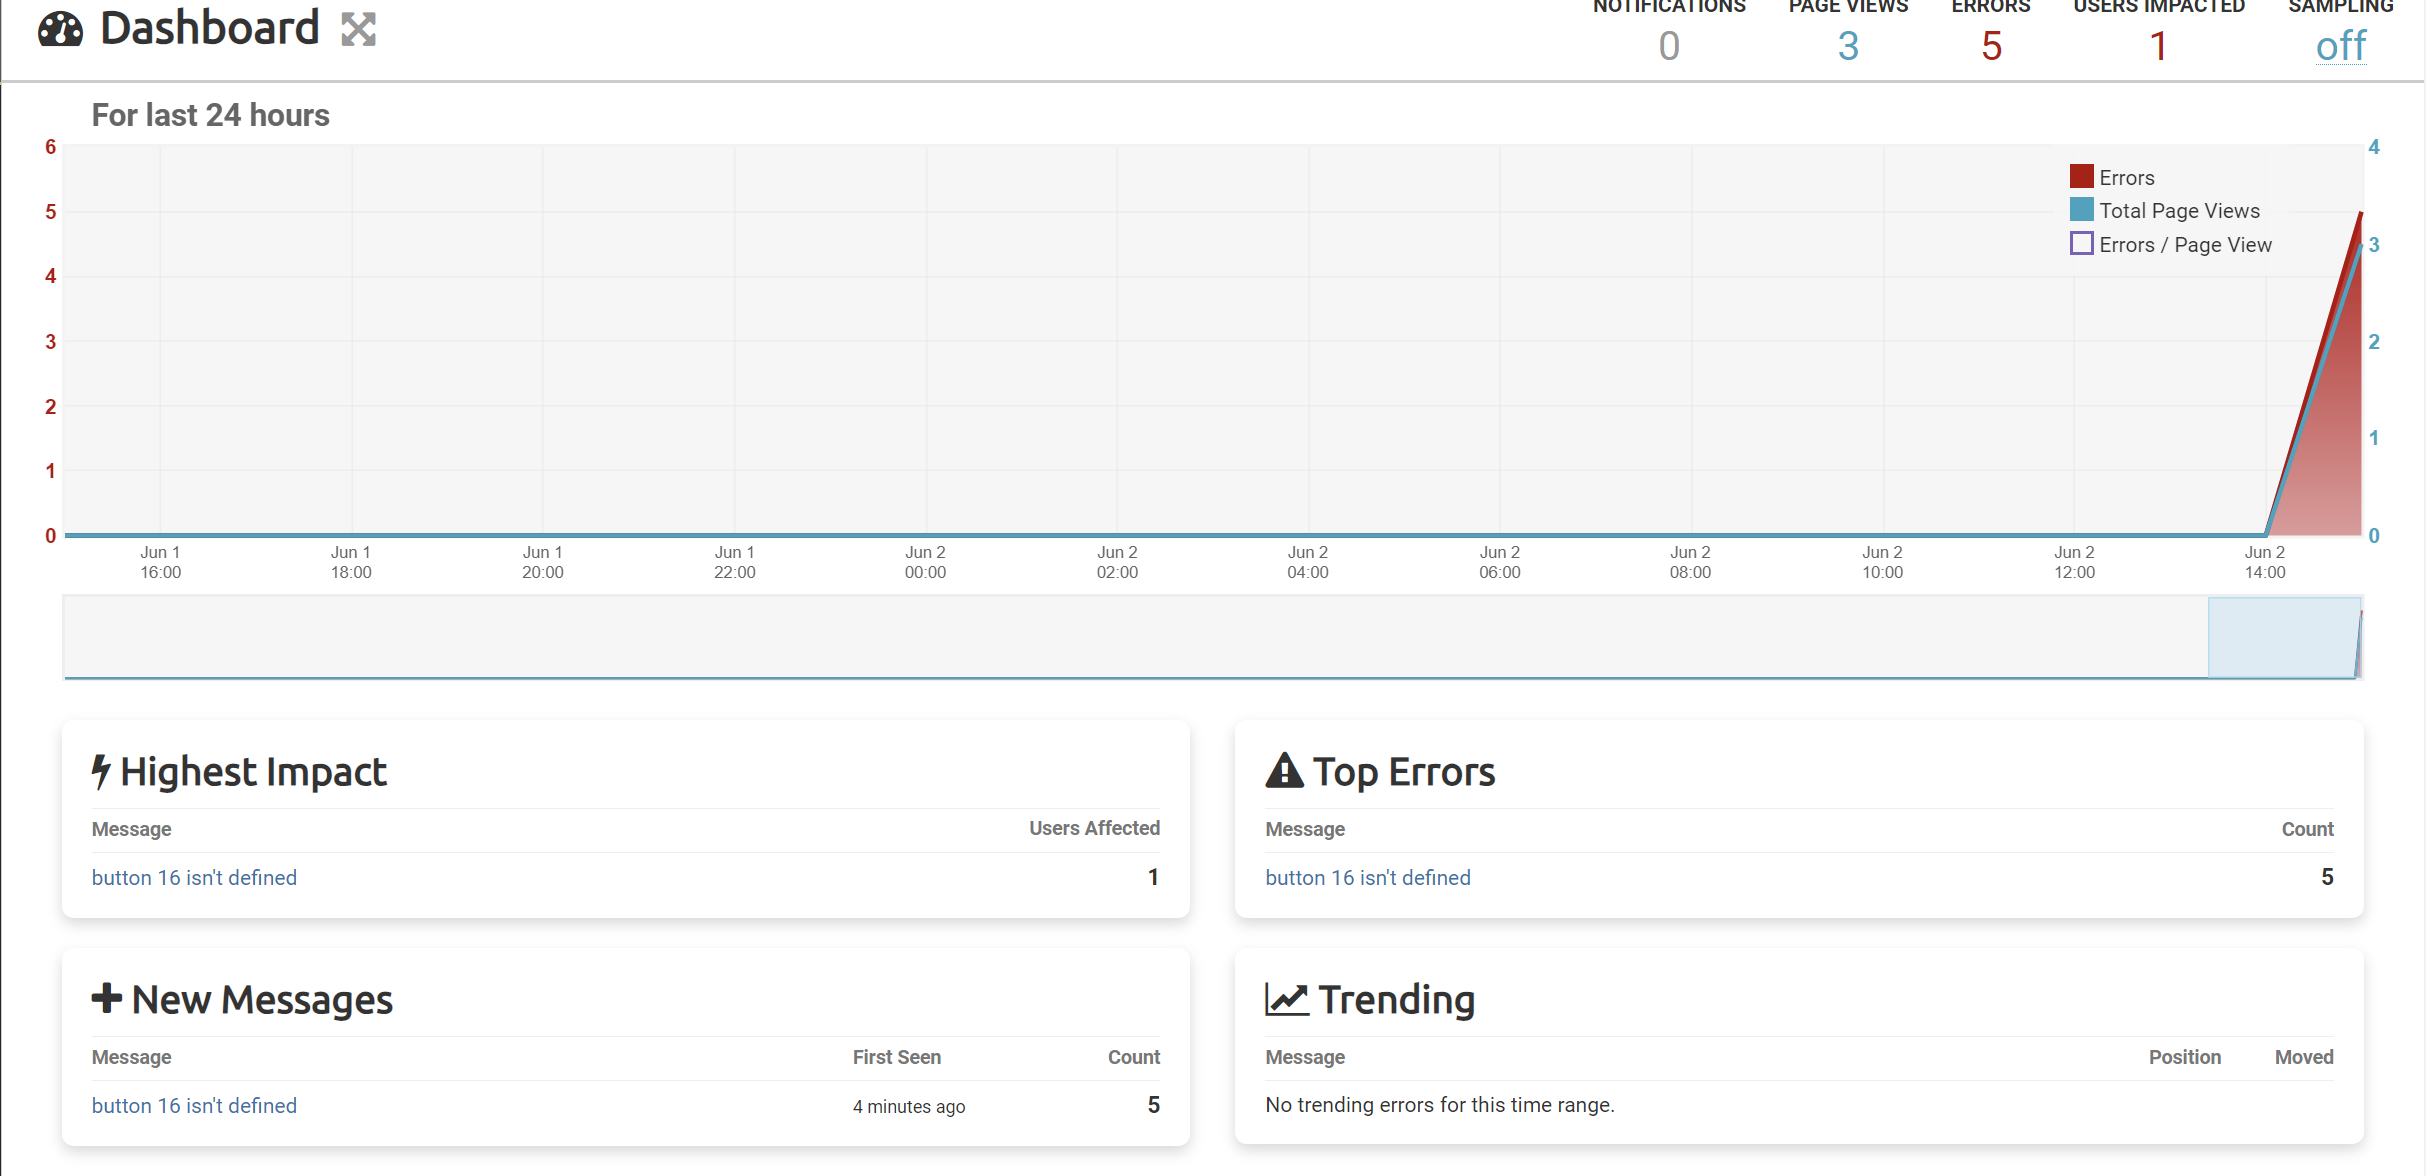 Dashboard
NOTIFICATIONS PAGE VIEWS ERRORS USERS IMPACTED SAMPLING
0 3 5 1 off
For last 24 hours
6
5
4
3
2
1
0
4
3
2
1
0
Errors
Total Page Views
Errors / Page View
Jun 1 Jun 1 Jun 1 Jun 1 Jun 2 Jun 2 Jun 2 Jun 2 Jun 2 Jun 2 Jun 2 Jun 2
16:00 18:00 20:00 22:00 00:00 02:00 04:00 06:00 08:00 10:00 12:00 14:00
Highest Impact
Message Users Affected
button 16 isn't defined 1
Top Errors
Message Count
button 16 isn't defined 5
New Messages
Message First Seen Count
button 16 isn't defined 4 minutes ago 5
Trending
Message Position Moved
No trending errors for this time range.